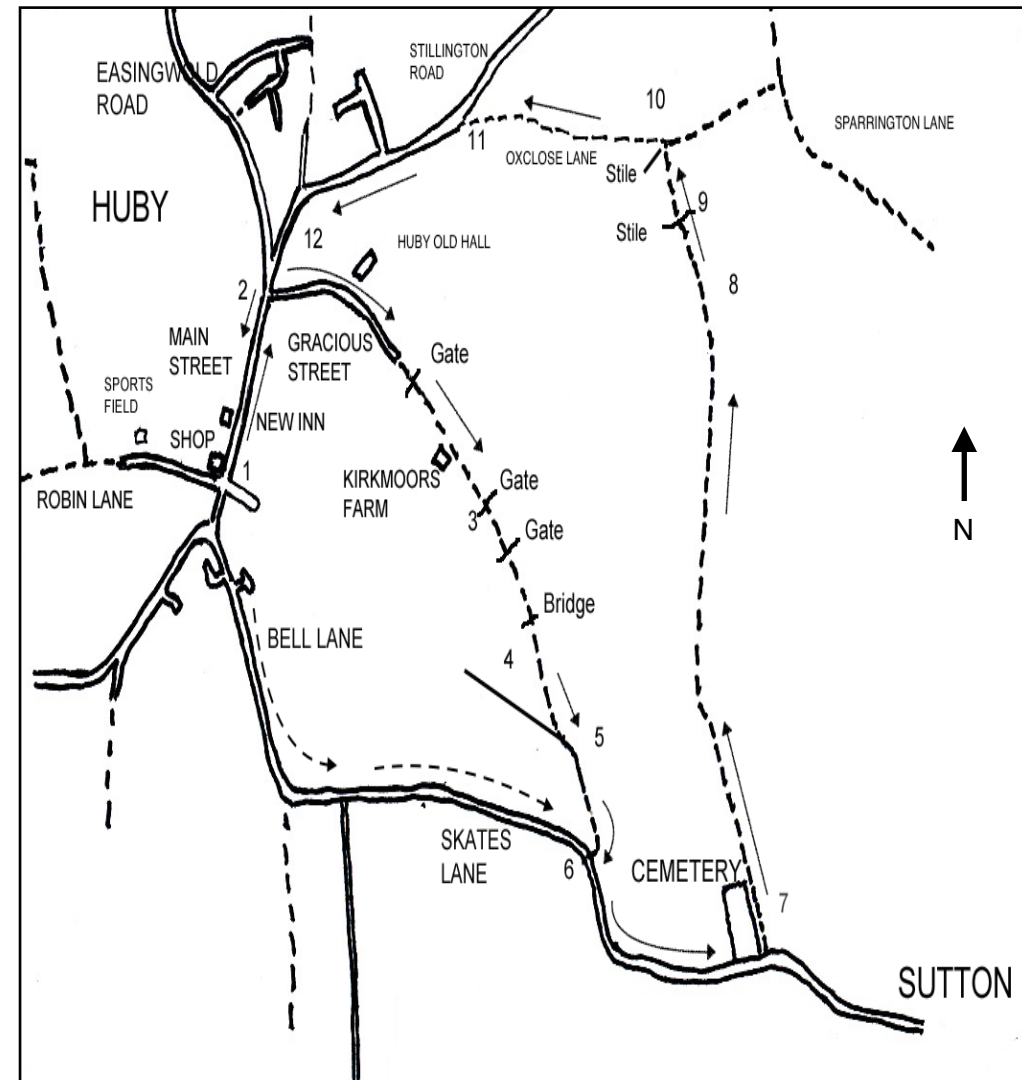 STILLINGTON
ROAD
EASINGWOLD
ROAD
10
SPARRINGTON LANE
11
OXCLOSE LANE
Stile
HUBY
9
Stile
12
HUBY OLD HALL
8
2
MAIN
STREET
GRACIOUS
STREET
Gate
SPORTS
FIELD
NEW INN
SHOP
1
KIRKMOORS
FARM
Gate
ROBIN LANE
3
Gate
N
Bridge
BELL LANE
4
5
SKATES
LANE
6
CEMETERY
7
SUTTON